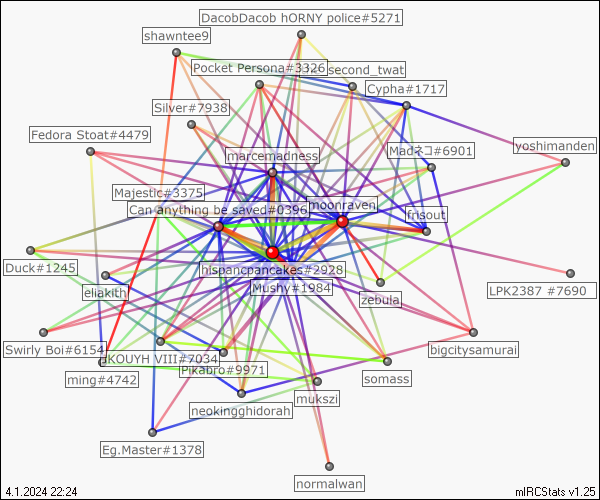 DacobDacob hORNY police#5271
shawntee9
Pocket Persona#3326
second_twat
Cypha#1717
Silver#7938
Fedora Stoat#4479
yoshimanden
Madネコ#6901
marcemadness
Majestic#3375
moonraven
Can anything be saved#0396
frisout
Duck#1245
hispancpancakes#2928
Mushy#1984
eliakith
zebula
LPK2387 #7690
Swirly Boi#6154
bigcitysamurai
KOUYH VIII#7034
Pikabro#9971
ming#4742
somass
mukszi
neokingghidorah
Eg.Master#1378
normalwan
4.1.2024 22:24
mIRCStats v1.25